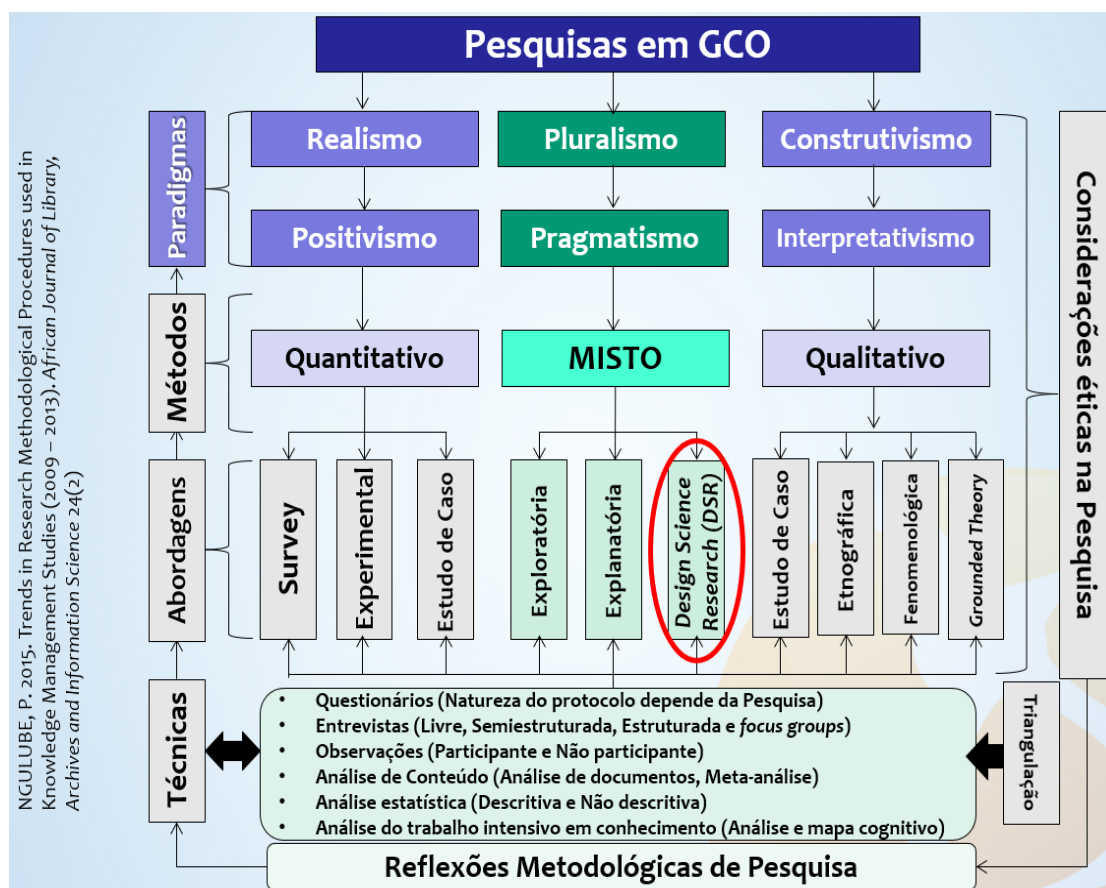 Pesquisas em GCO
NGULUBE, P. 2015. Trends in Research Methodological Procedures used in
Knowledge Management Studies (2009 – 2013). African Journal of Library,
Archives and Information Science 24(2)
Paradigmas
Realismo
Pluralismo
Construtivismo
Positivismo
Pragmatismo
Interpretativismo
Métodos
Quantitativo
MISTO
Qualitativo
Abordagens
Survey
Experimental
Estudo de Caso
Exploratória
Explanatória
Design Science
Research (DSR)
Estudo de Caso
Etnográfica
Fenomenológica
Grounded Theory
Considerações éticas na Pesquisa
Técnicas
• Questionários (Natureza do protocolo depende da Pesquisa)
• Entrevistas (Livre, Semiestruturada, Estruturada e focus groups)
• Observações (Participante e Não participante)
• Análise de Conteúdo (Análise de documentos, Meta-análise)
• Análise estatística (Descritiva e Não descritiva)
• Análise do trabalho intensivo em conhecimento (Análise e mapa cognitivo)
Triangulação
Reflexões Metodológicas de Pesquisa